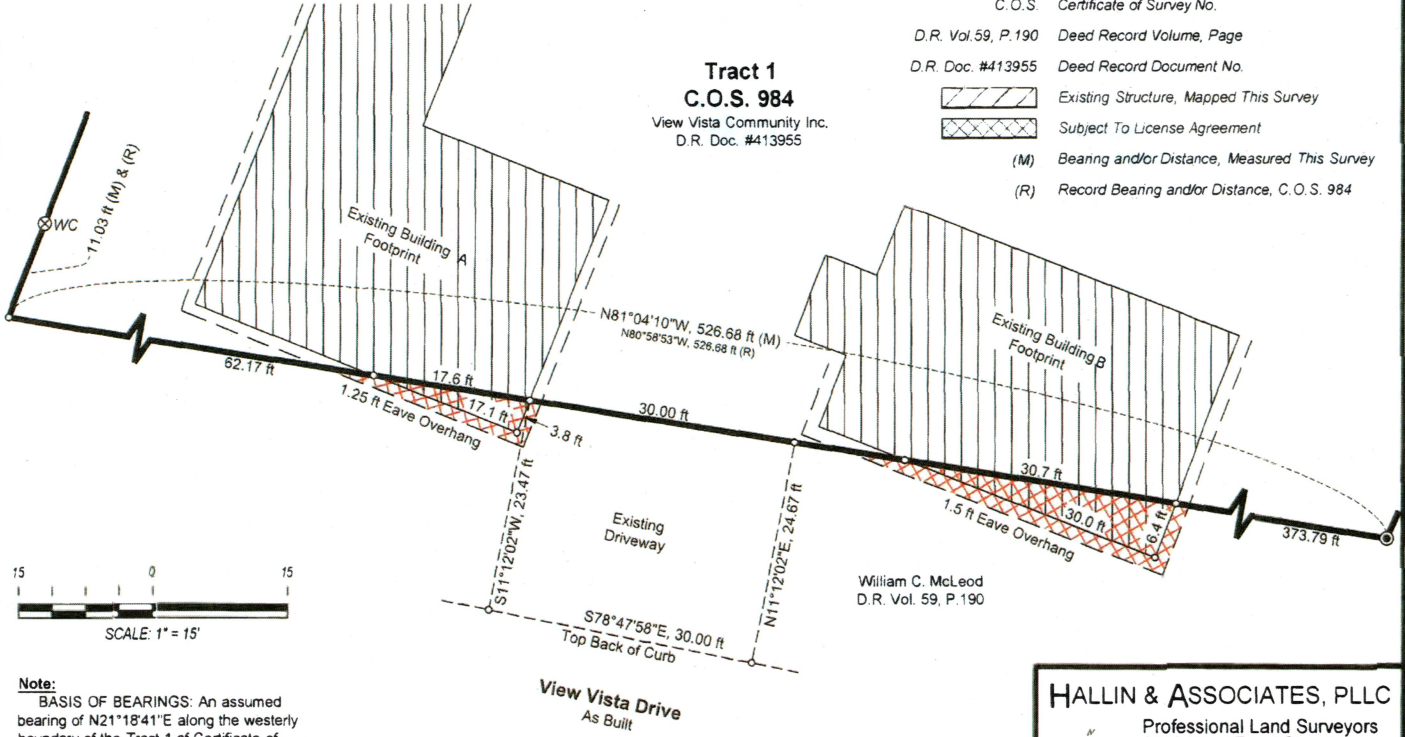 C.O.S. Certificate of Survey No.
D.R. Vol.59, P.190 Deed Record Volume, Page
D.R. Doc. #413955 Deed Record Document No.
Existing Structure, Mapped This Survey
Subject To License Agreement
(M) Bearing and/or Distance, Measured This Survey
(R) Record Bearing and/or Distance, C.O.S. 984
Tract 1
C.O.S. 984
View Vista Community Inc.
D.R. Doc. #413955
11.03 ft (M) & (R)
WC
Existing Building A
Footprint
N81°04'10"W, 526.68 ft (M)
N80°58'53"W, 526.68 ft (R)
Existing Building B
Footprint
62.17 ft
17.6 ft
17.1 ft
1.25 ft Eave Overhang
3.8 ft
30.00 ft
30.7 ft
30.0 ft
6.4 ft
1.5 ft Eave Overhang
373.79 ft
S11°12'02"W, 23.47 ft
Existing
Driveway
N11°12'02"E, 24.67 ft
William C. McLeod
D.R. Vol. 59, P.190
S78°47'58"E, 30.00 ft
Top Back of Curb
View Vista Drive
As Built
15 0 15
SCALE: 1" = 15'
Note:
BASIS OF BEARINGS: An assumed
bearing of N21°18'41"E along the westerly
boundary of the Tract 1 of Certificate of
HALLIN & ASSOCIATES, PLLC
Professional Land Surveyors